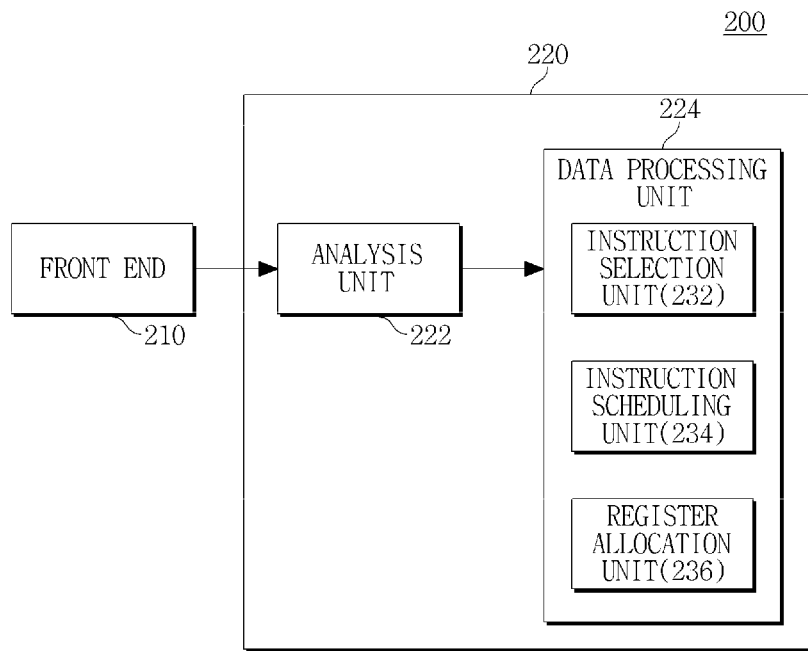 200
220
224
DATA PROCESSING
UNIT
FRONT END
210
ANALYSIS
UNIT
222
INSTRUCTION
SELECTION
UNIT(232)
INSTRUCTION
SCHEDULING
UNIT(234)
REGISTER
ALLOCATION
UNIT(236)